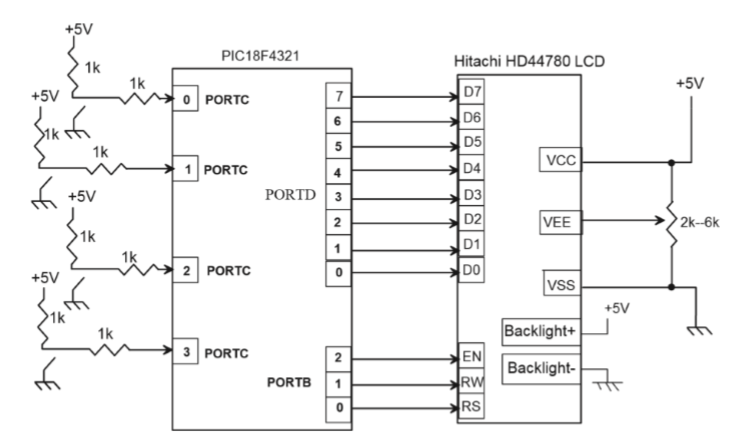 +5V
PIC18F4321
Hitachi HD44780 LCD
1k
1k
+5V
0 PORTC
7
D7
+5V
6
D6
1k
1k
5
D5
1 PORTC
4
D4
VCC
+5V
PORTD
3
D3
2
D2
VEE
2k--6k
1k
1
D1
1k
2 PORTC
0
D0
+5V
VSS
1k
+5V
1k
Backlight+
3 PORTC
2
EN
PORTB
1
RW
Backlight-
0
RS